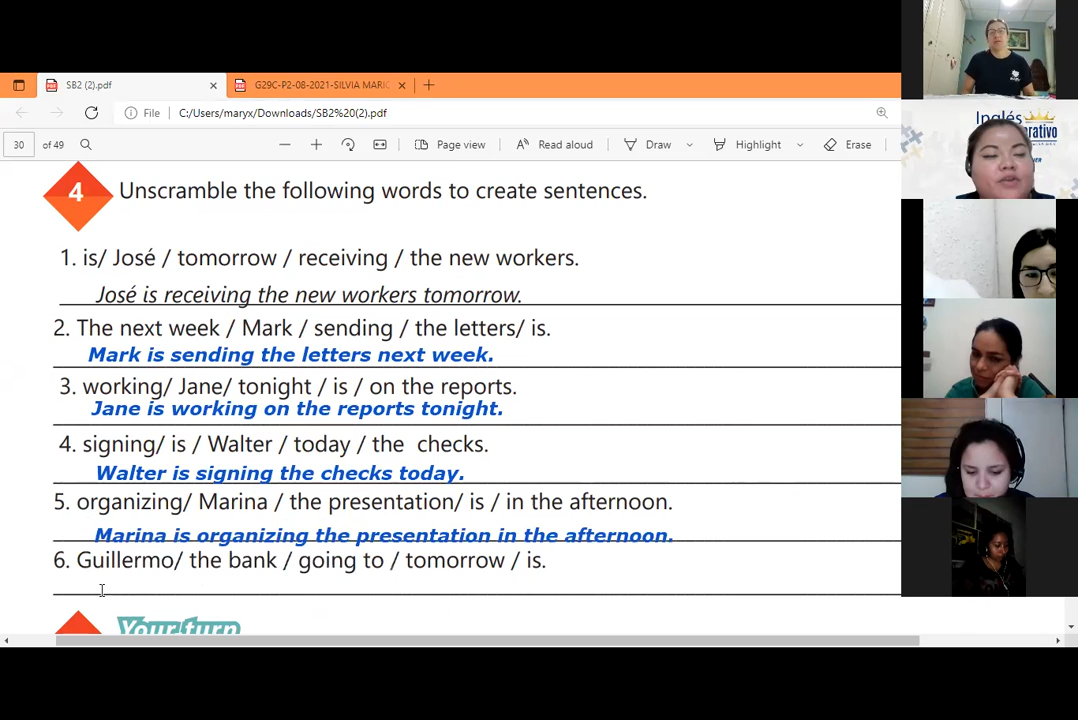 SB2 (2).pdf
G29C-P2-08-2021-SILVIA MARI
File C:/Users/maryx/Downloads/SB2%20(2).pdf
30 of 49 Page view Read aloud Draw Highlight Erase
4 Unscramble the following words to create sentences.
1. is/ José / tomorrow / receiving / the new workers.
José is receiving the new workers tomorrow.
2. The next week / Mark / sending / the letters/ is.
Mark is sending the letters next week.
3. working/ Jane/ tonight / is / on the reports.
Jane is working on the reports tonight.
4. signing/ is / Walter / today / the checks.
Walter is signing the checks today.
5. organizing/ Marina / the presentation/ is / in the afternoon.
Marina is organizing the presentation in the afternoon.
6. Guillermo/ the bank / going to / tomorrow / is.
Your turn
Inglés